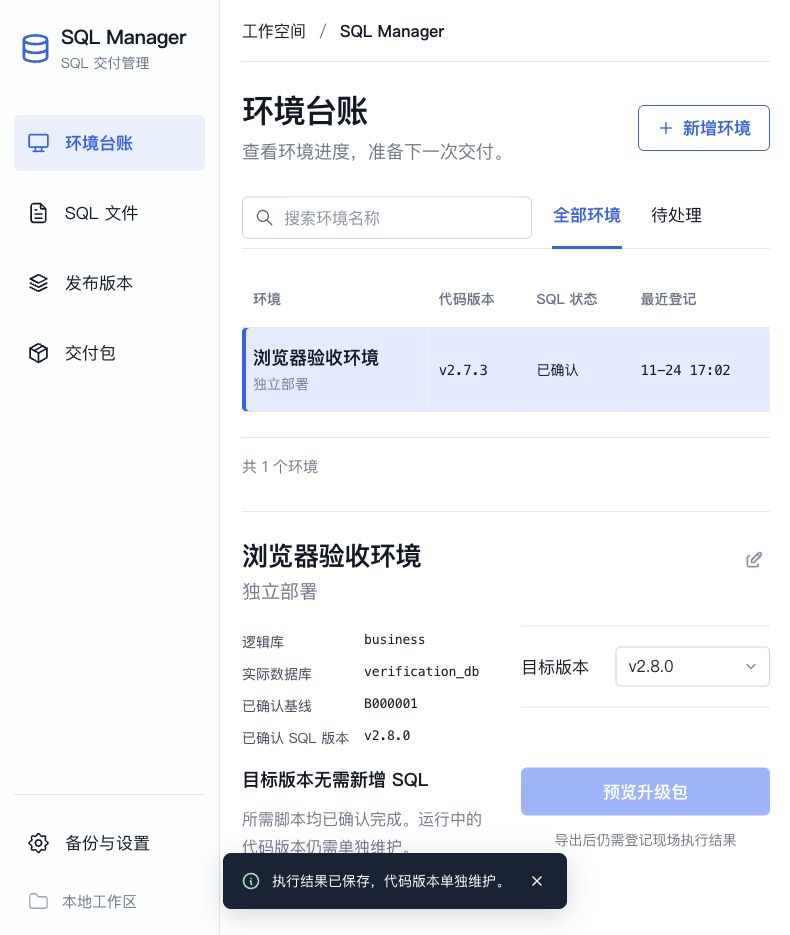 SQL Manager
SQL 交付管理
环境台账
SQL 文件
发布版本
交付包
备份与设置
本地工作区
工作空间 / SQL Manager
环境台账
查看环境进度，准备下一次交付。
+ 新增环境
搜索环境名称
全部环境 待处理
环境 代码版本 SQL 状态 最近登记
浏览器验收环境
独立部署
v2.7.3 已确认 11-24 17:02
共 1 个环境
浏览器验收环境
独立部署
逻辑库 business
实际数据库 verification_db
已确认基线 B000001
已确认 SQL 版本 v2.8.0
目标版本无需新增 SQL
所需脚本均已确认完成。运行中的
代码版本仍需单独维护。
目标版本 v2.8.0
预览升级包
导出后仍需登记现场执行结果
执行结果已保存，代码版本单独维护。